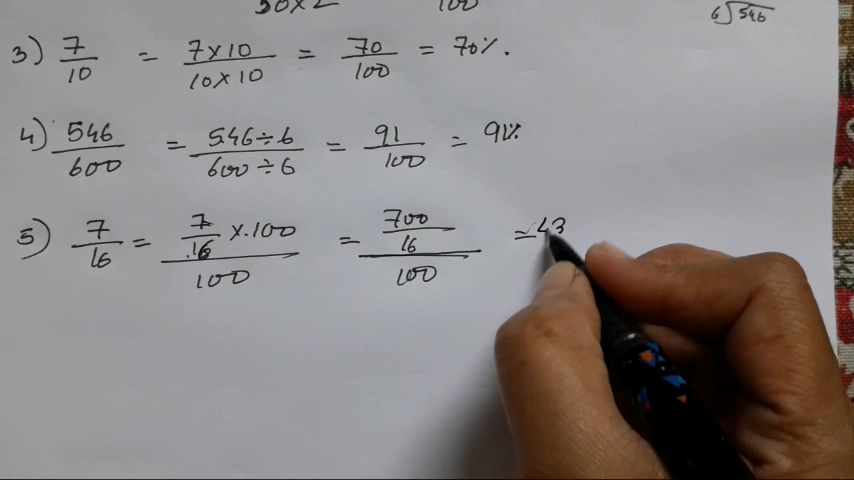 50×2 100
6)546
3) 7/10 = 7×10/10×10 = 70/100 = 70%.
4) 546/600 = 546÷6/600÷6 = 91/100 = 91%
5) 7/16 = 7/16 ×100/100 = 700/16/100 = 43